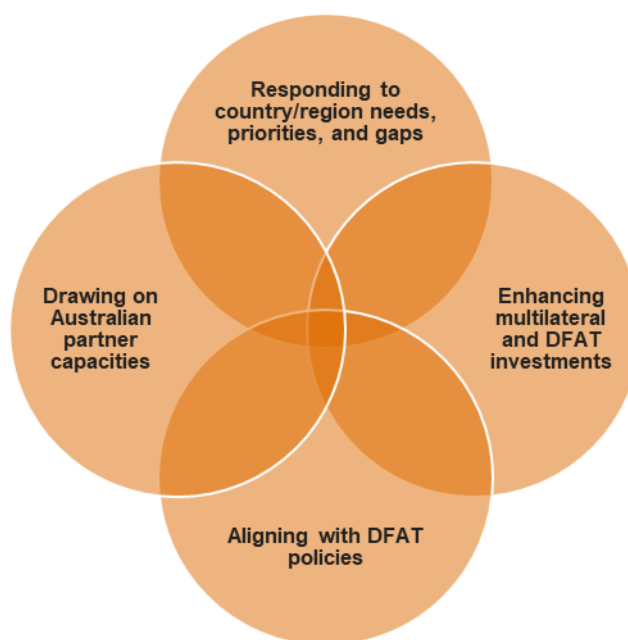 Responding to
country/region needs,
priorities, and gaps
Drawing on
Australian
partner
capacities
Enhancing
multilateral
and DFAT
investments
Aligning with DFAT
policies